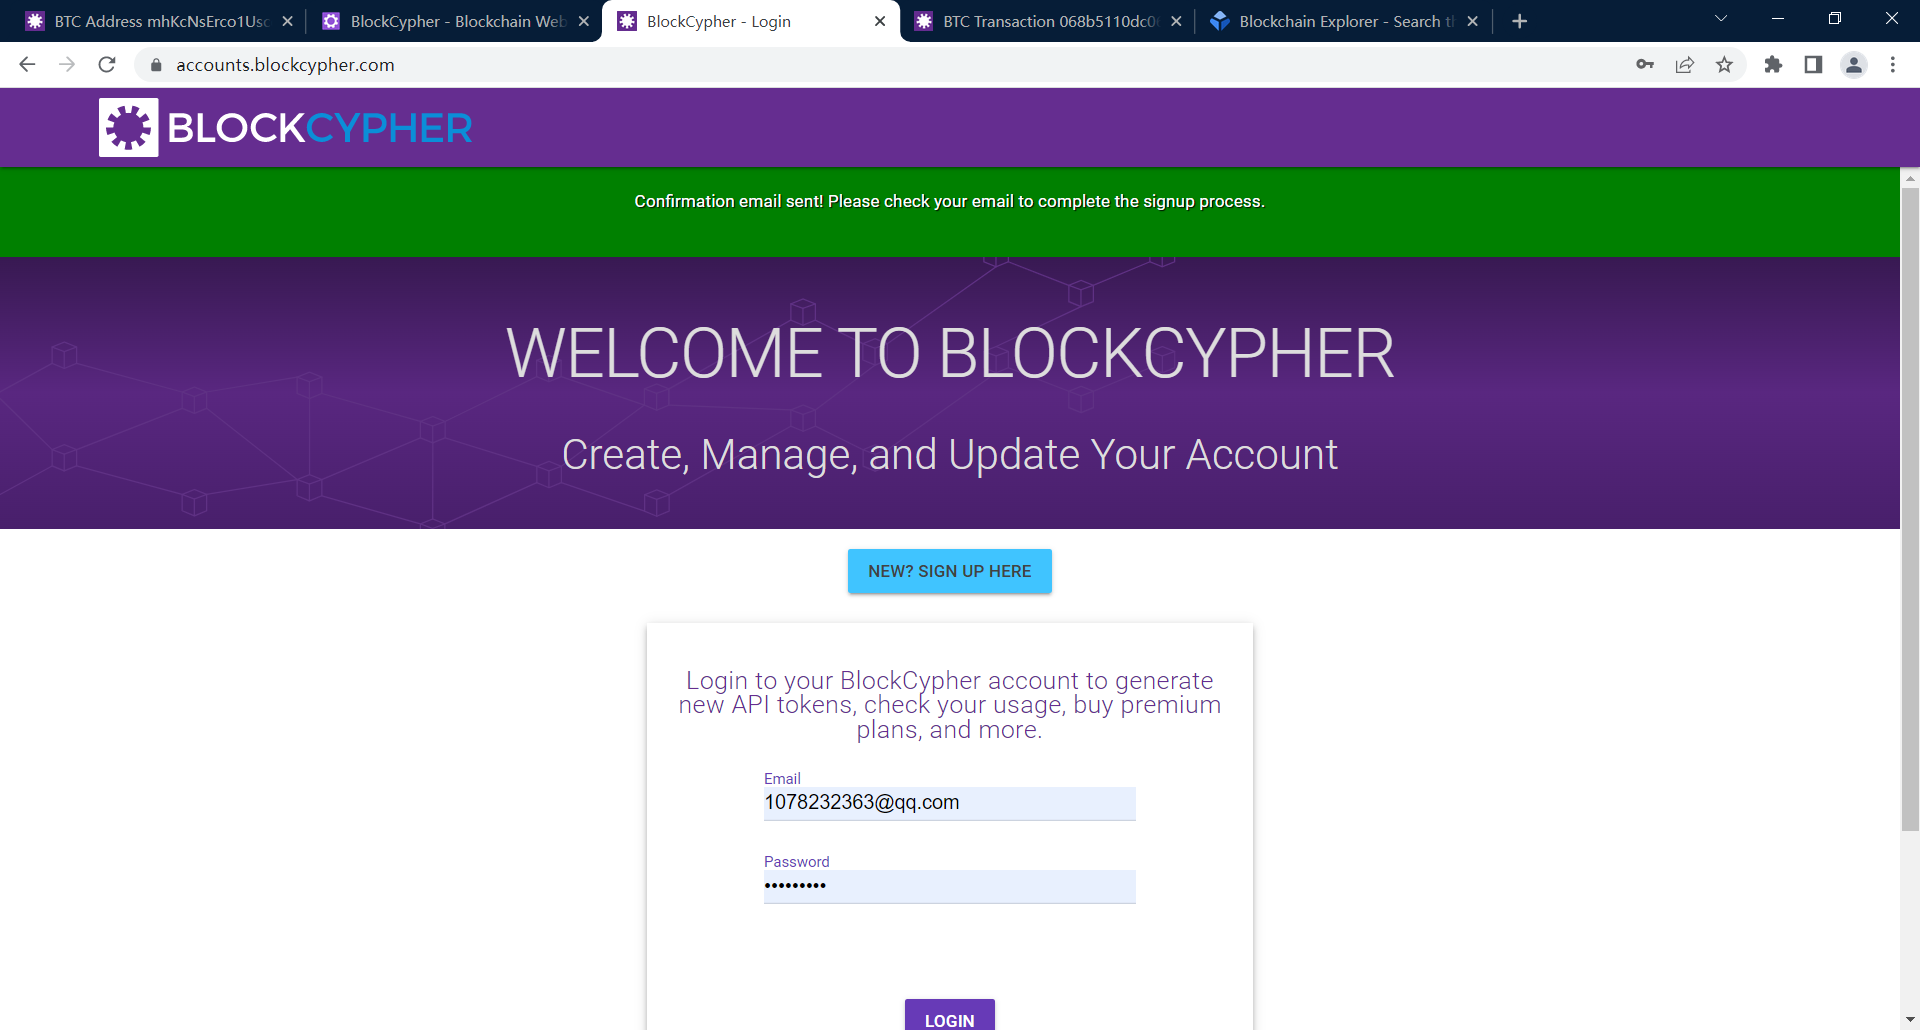 BTC Address mhKcNsErco1Usc
BlockCypher - Blockchain Web
BlockCypher - Login
BTC Transaction 068b5110dc0
Blockchain Explorer - Search t
accounts.blockcypher.com
BLOCKCYPHER
Confirmation email sent! Please check your email to complete the signup process.
WELCOME TO BLOCKCYPHER
Create, Manage, and Update Your Account
NEW? SIGN UP HERE
Login to your BlockCypher account to generate
new API tokens, check your usage, buy premium
plans, and more.
Email
1078232363@qq.com
Password
•••••••••
LOGIN